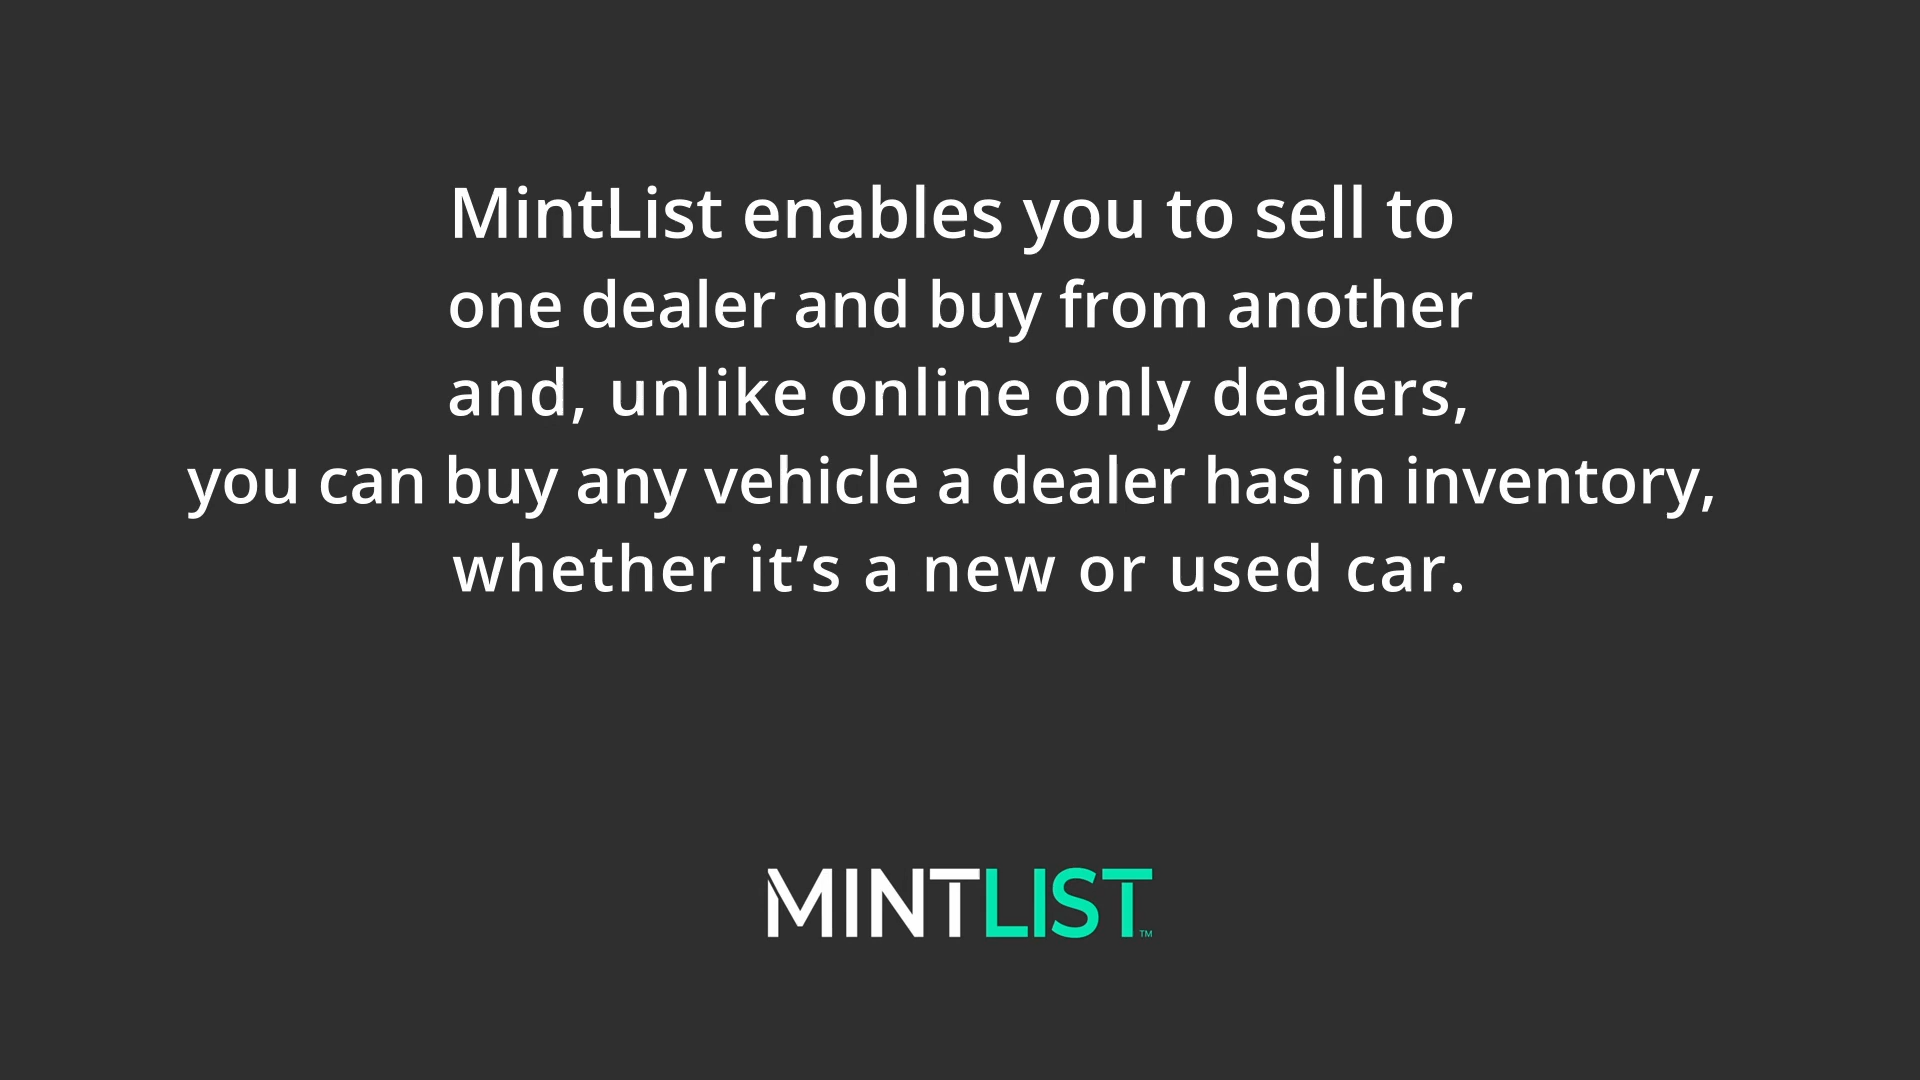 MintList enables you to sell to
one dealer and buy from another
and, unlike online only dealers,
you can buy any vehicle a dealer has in inventory,
whether it’s a new or used car.
MINTLIST™